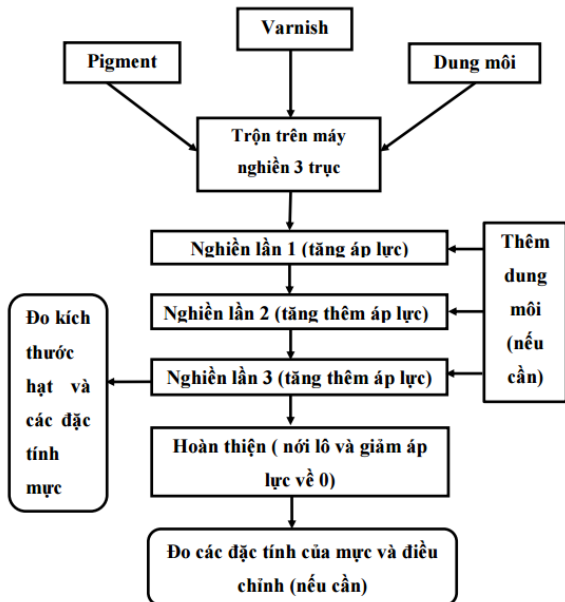 Varnish
Pigment
Dung môi
Trộn trên máy
nghiền 3 trục
Nghiền lần 1 (tăng áp lực)
Thêm
dung
môi
(nếu
cần)
Nghiền lần 2 (tăng thêm áp lực)
Đo kích
thước
hạt và
các đặc
tính
mực
Nghiền lần 3 (tăng thêm áp lực)
Hoàn thiện ( nới lô và giảm áp
lực về 0)
Đo các đặc tính của mực và điều
chỉnh (nếu cần)